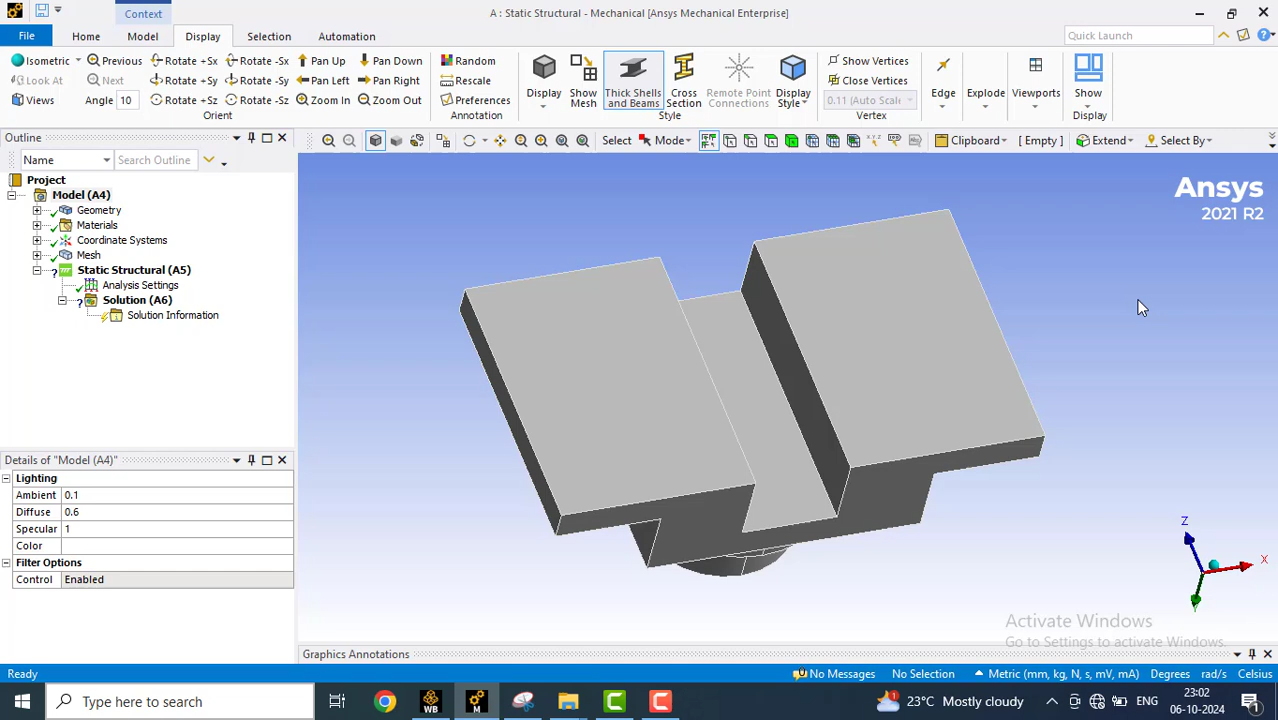 A : Static Structural - Mechanical [Ansys Mechanical Enterprise]
Context
File Home Model Display Selection Automation
Quick Launch
Isometric Previous Rotate +Sx Rotate -Sx Pan Up Pan Down Random Show Vertices
Look At Next Rotate +Sy Rotate -Sy Pan Left Pan Right Rescale Close Vertices
Views Angle 10 Rotate +Sz Rotate -Sz Zoom In Zoom Out Preferences 0.11 (Auto Scale
Display Show Mesh Thick Shells and Beams Cross Section Remote Point Connections Display Style Edge Explode Viewports Show
Orient Annotation Style Vertex Display
Outline
Select Mode Clipboard [ Empty ] Extend Select By
Name Search Outline
Project
Model (A4)
Geometry
Materials
Coordinate Systems
Mesh
Static Structural (A5)
Analysis Settings
Solution (A6)
Solution Information
Ansys
2021 R2
Details of "Model (A4)"
Lighting
Ambient 0.1
Diffuse 0.6
Specular 1
Color
Filter Options
Control Enabled
Z
X
Y
Activate Windows
Go to Settings to activate Windows.
Graphics Annotations
Ready No Messages No Selection Metric (mm, kg, N, s, mV, mA) Degrees rad/s Celsius
Type here to search WB M 23°C Mostly cloudy ENG 23:02
06-10-2024